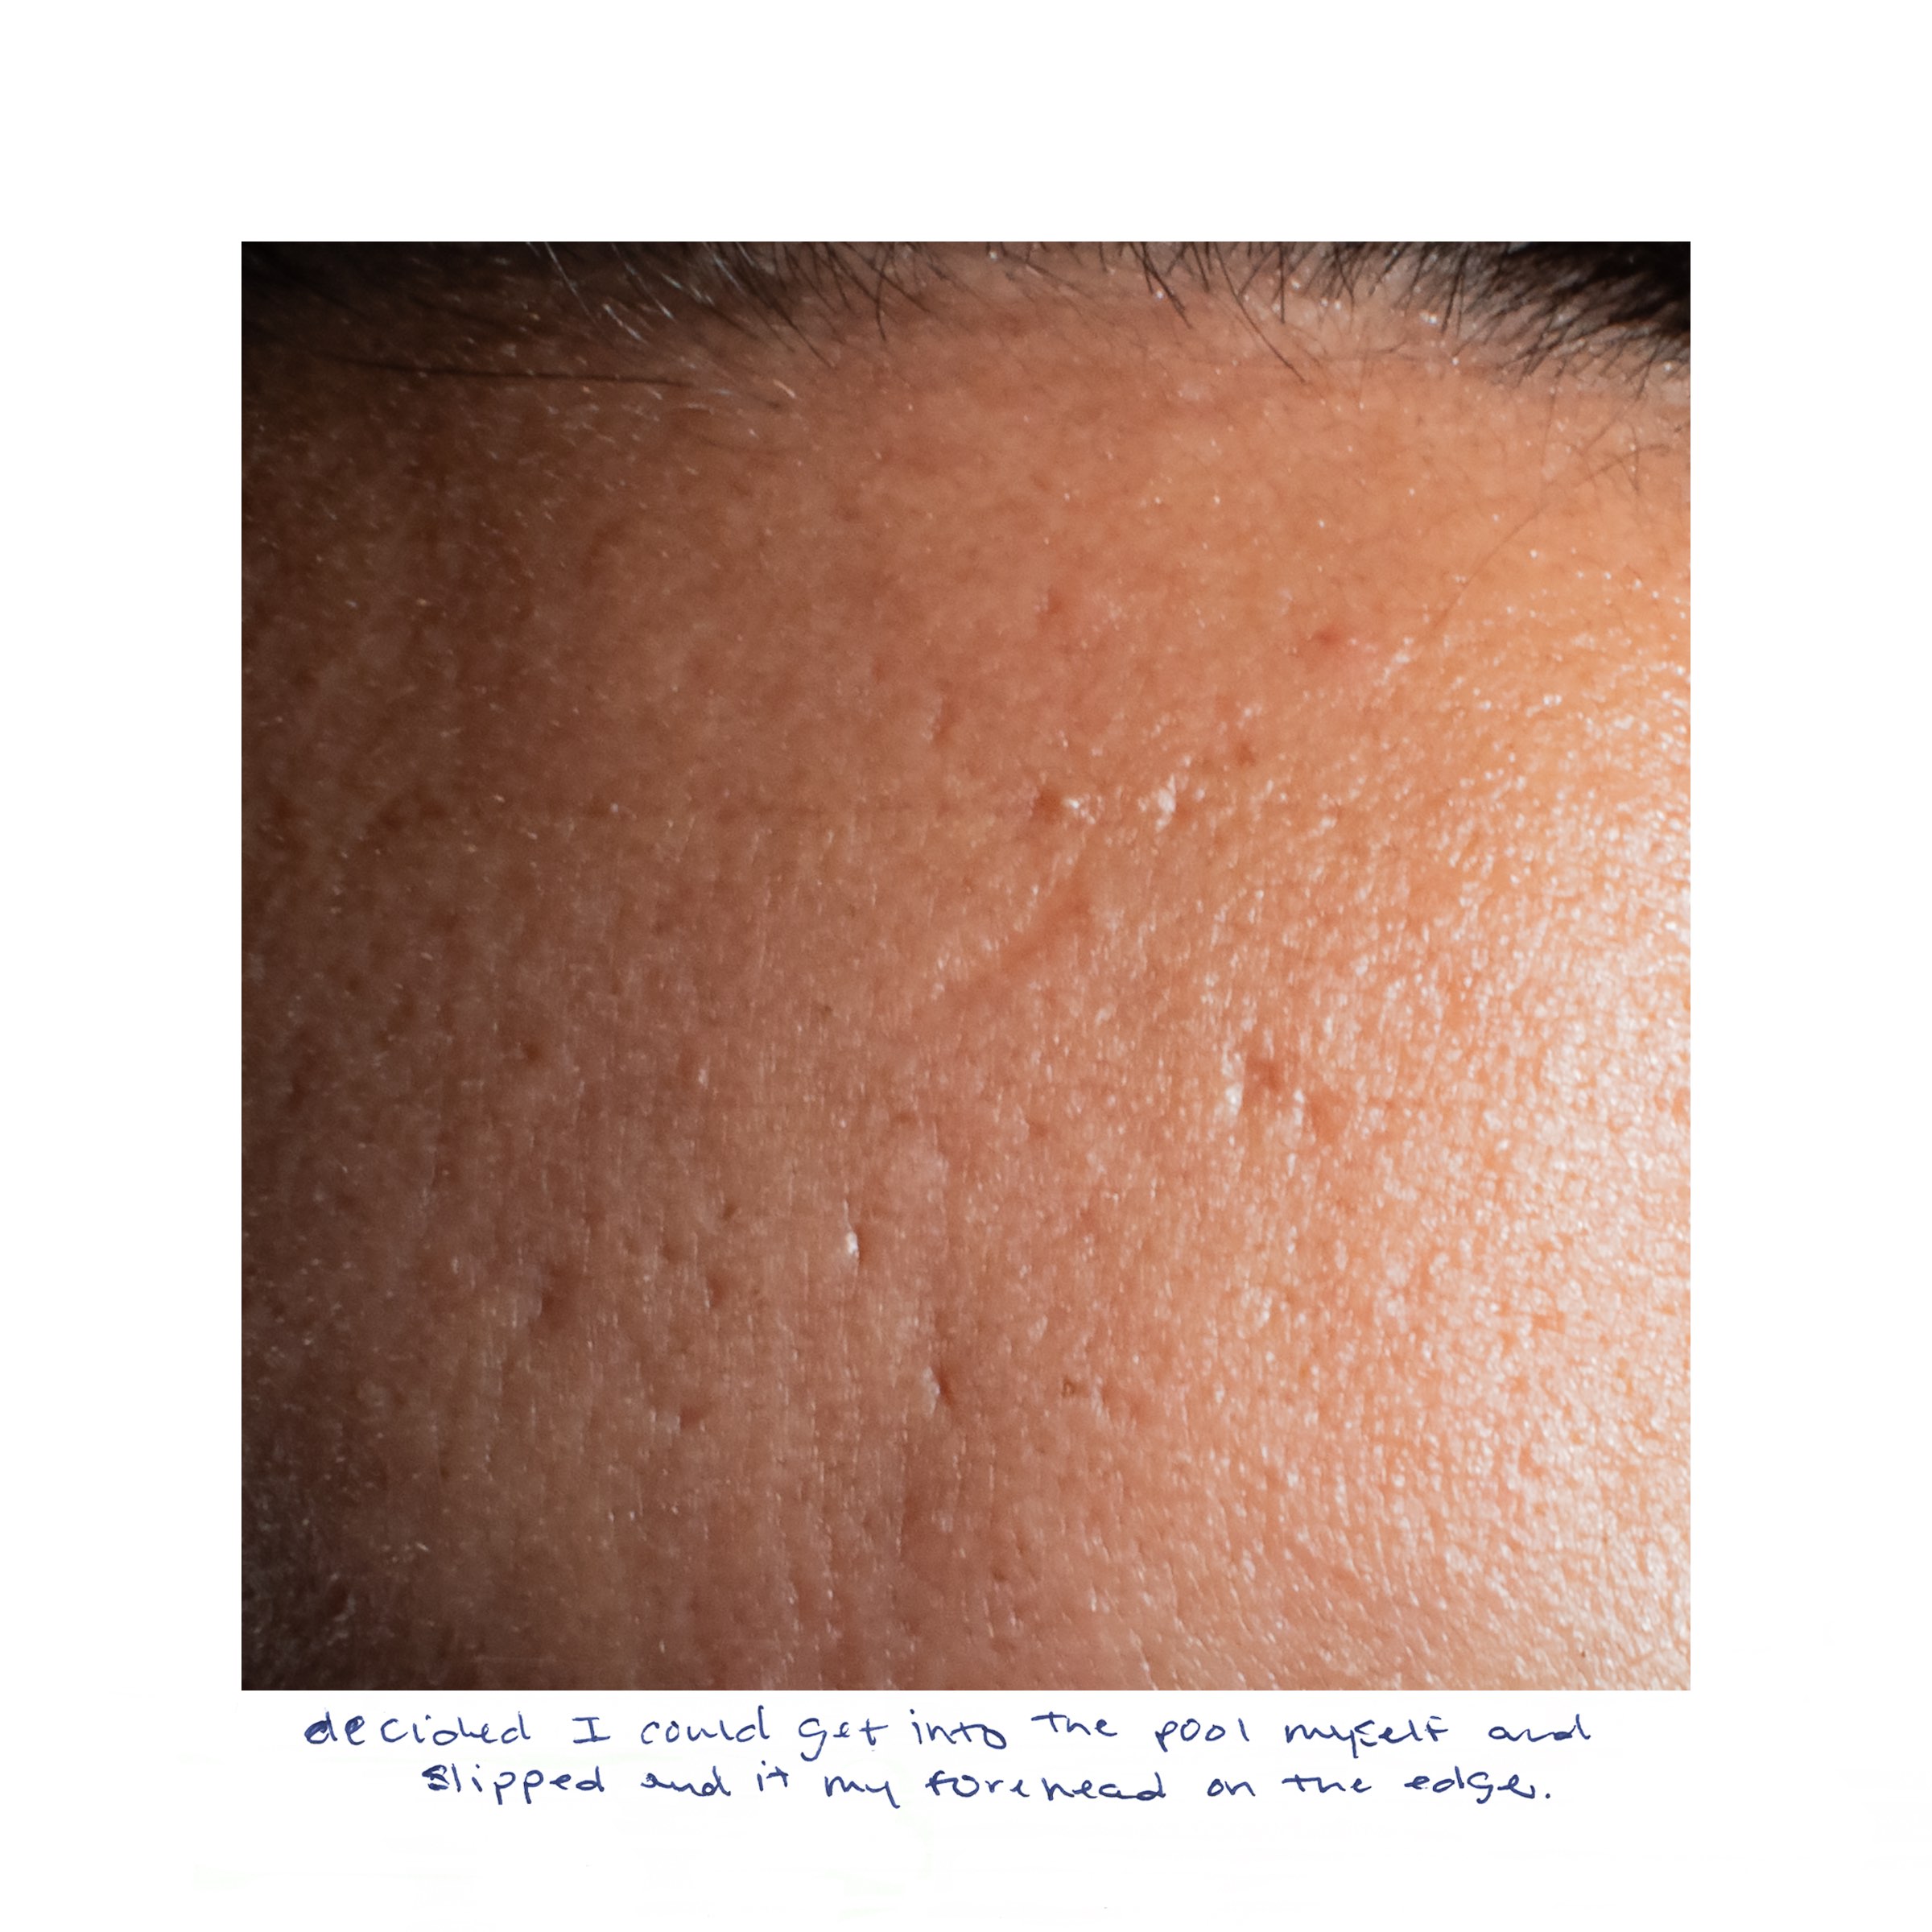 decided I could get into the pool myself and
slipped and it my forehead on the edge.